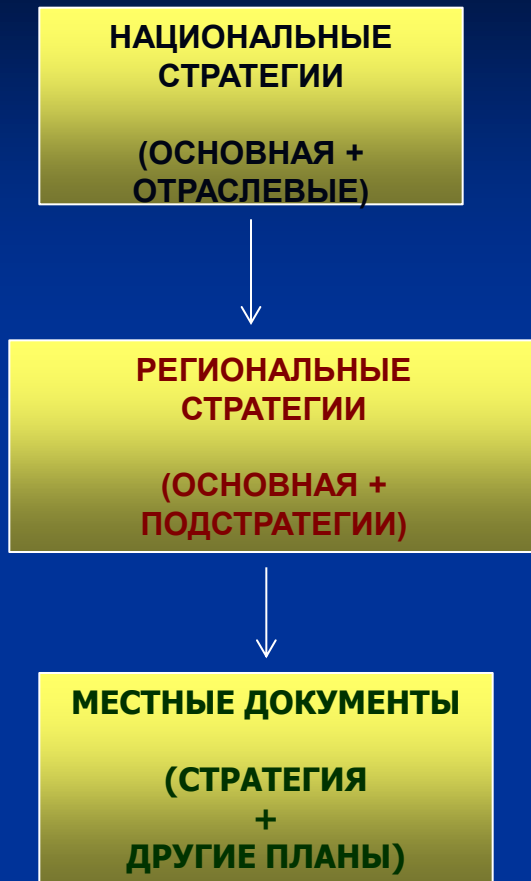 НАЦИОНАЛЬНЫЕ
СТРАТЕГИИ
(ОСНОВНАЯ +
ОТРАСЛЕВЫЕ)
РЕГИОНАЛЬНЫЕ
СТРАТЕГИИ
(ОСНОВНАЯ +
ПОДСТРАТЕГИИ)
МЕСТНЫЕ ДОКУМЕНТЫ
(СТРАТЕГИЯ
+
ДРУГИЕ ПЛАНЫ)